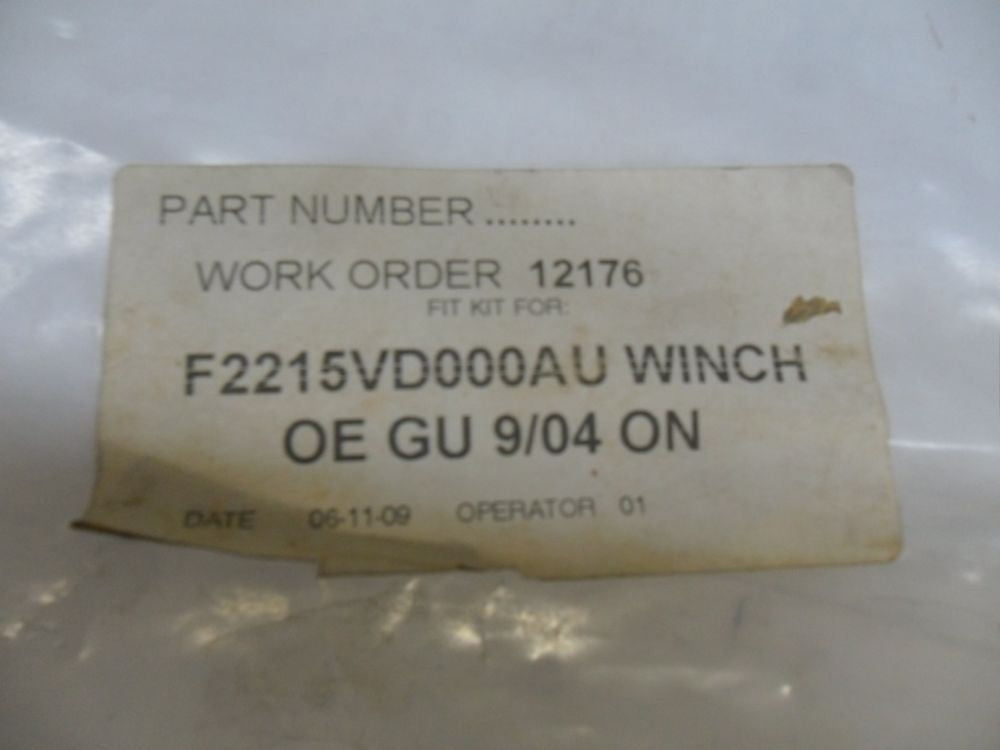 PART NUMBER ........
WORK ORDER 12176
FIT KIT FOR:
F2215VD000AU WINCH
OE GU 9/04 ON
DATE 06-11-09 OPERATOR 01